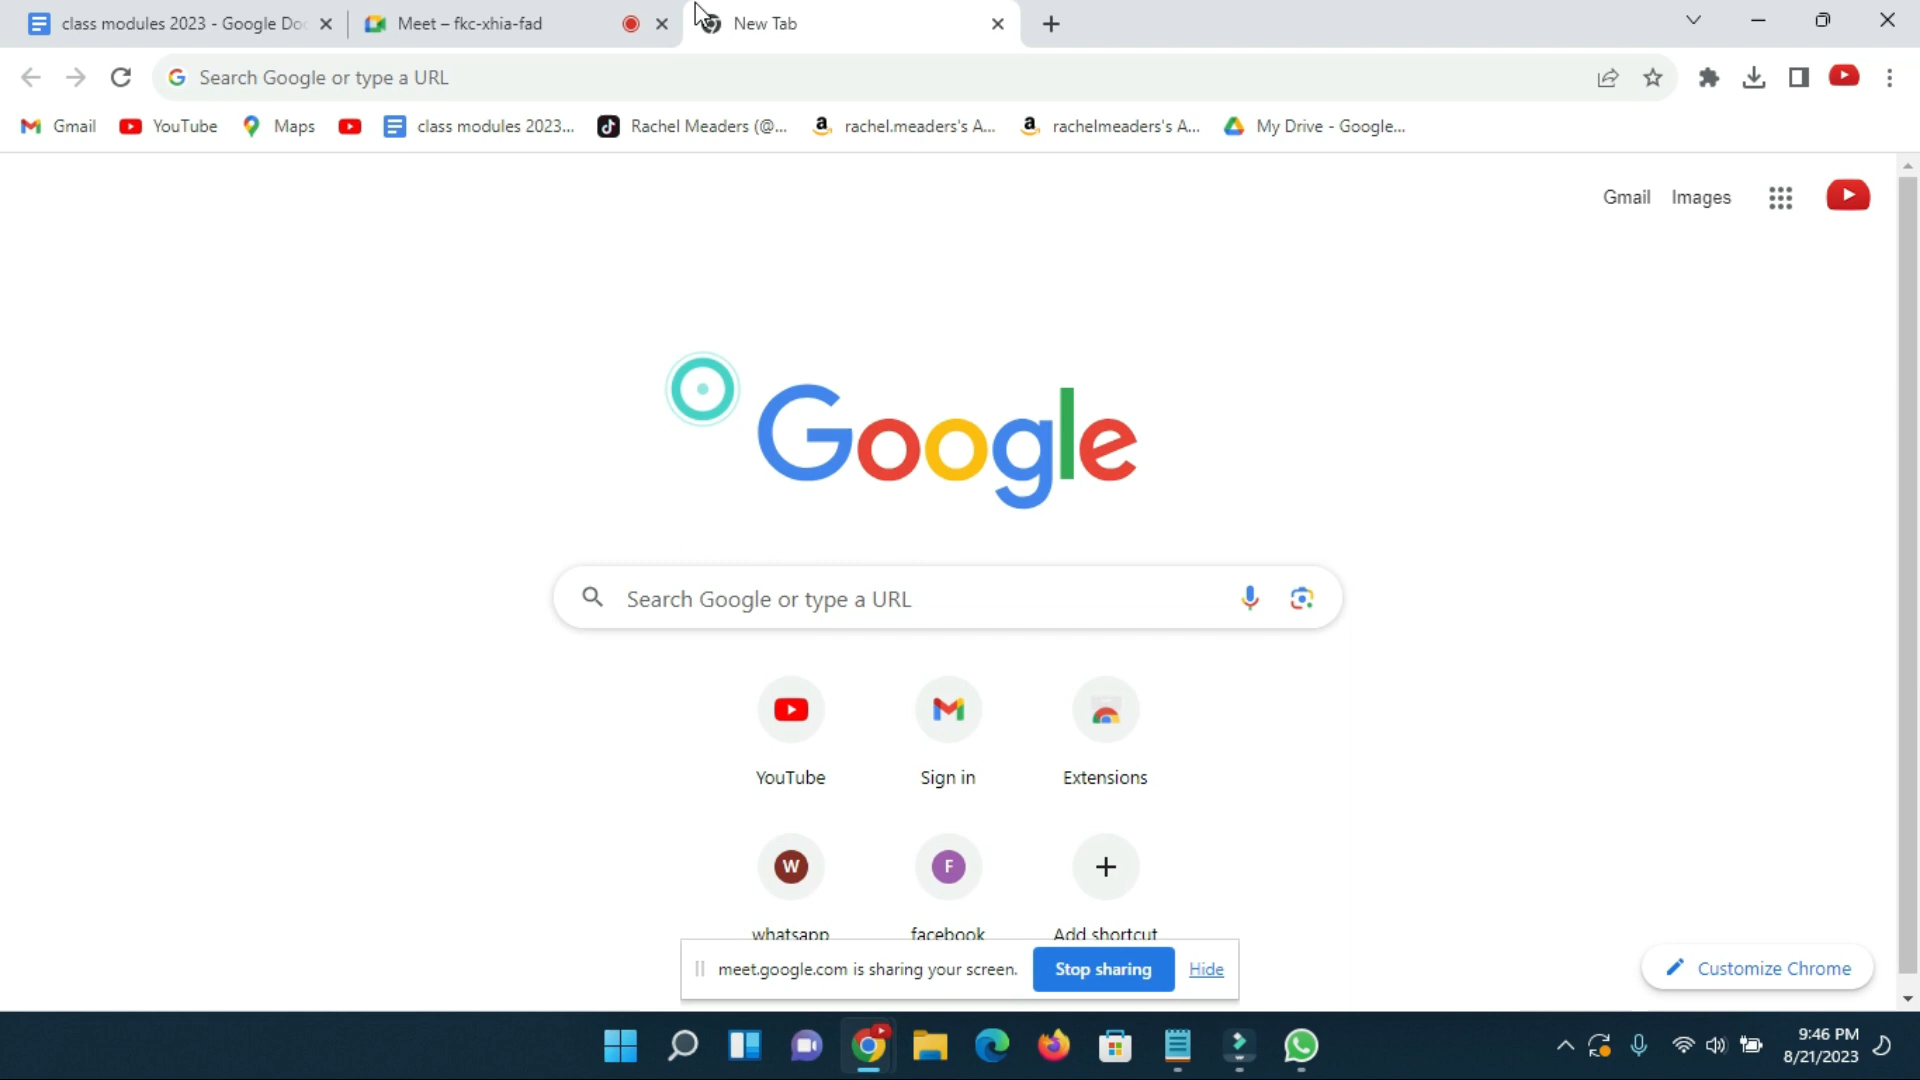 class modules 2023 - Google Doc
Meet – fkc-xhia-fad
New Tab
Search Google or type a URL
Gmail
YouTube
Maps
class modules 2023...
Rachel Meaders (@...
rachel.meaders's A...
rachelmeaders's A...
My Drive - Google...
Gmail Images
Google
Search Google or type a URL
YouTube
Sign in
Extensions
W
F
whatsapp
facebook
Add shortcut
meet.google.com is sharing your screen.
Stop sharing
Hide
Customize Chrome
9:46 PM
8/21/2023